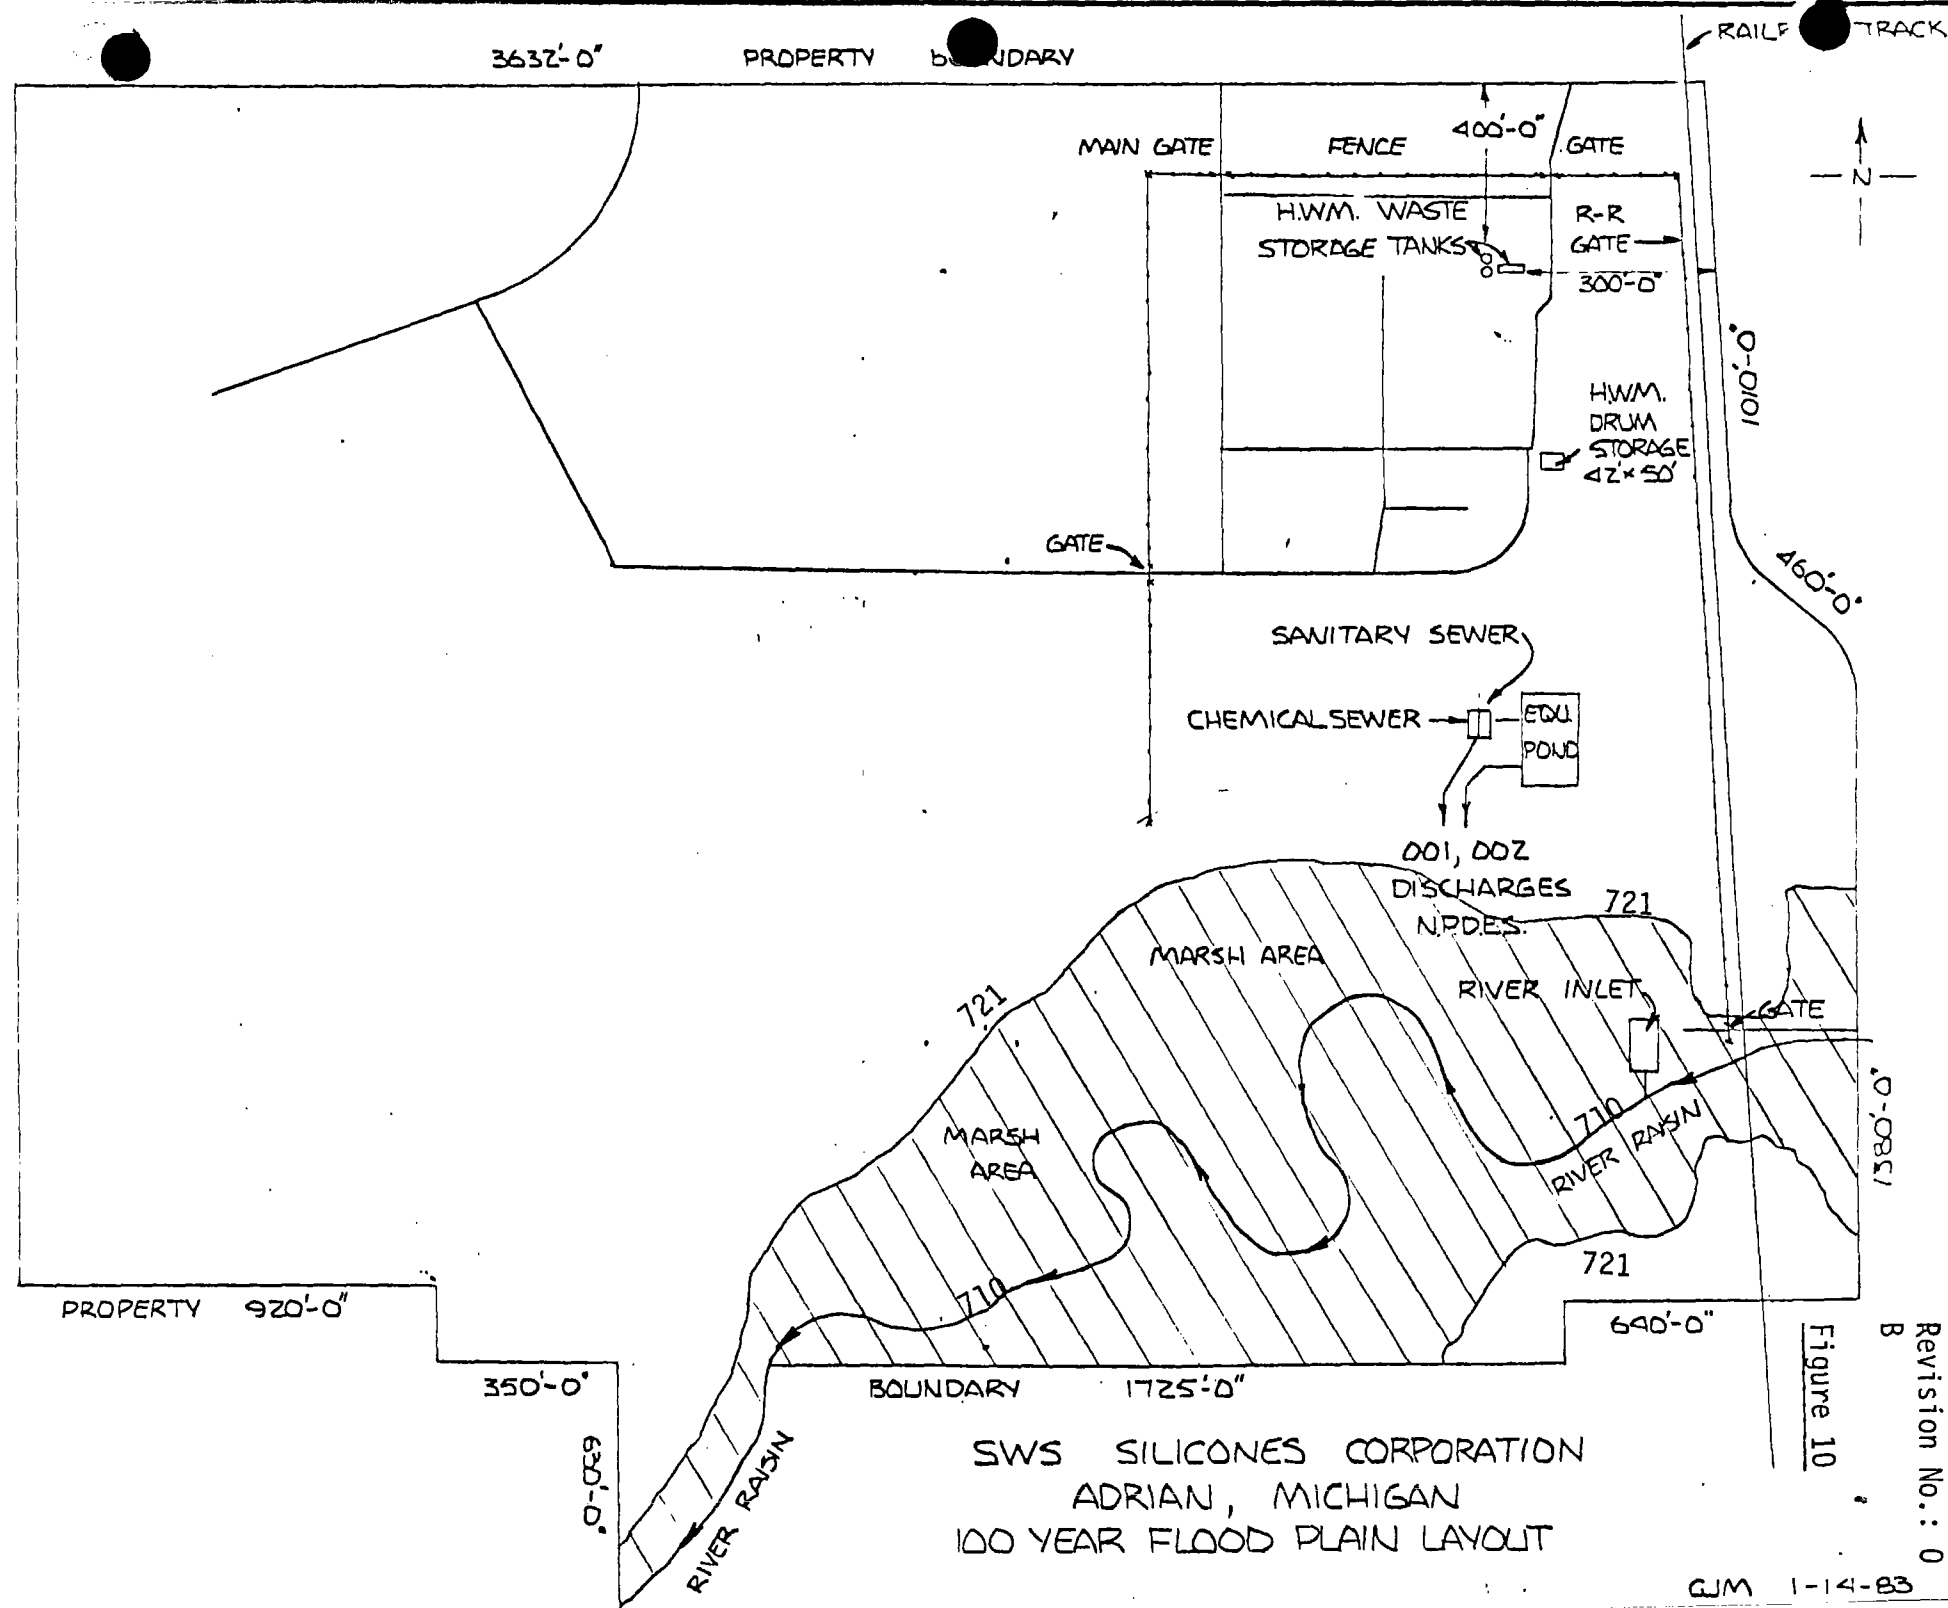 3632'-0" PROPERTY
TRACK
MAIN GATE
FENCE
400'-0"
GATE
N
H.W.M. WASTE
STORAGE TANKS
R-R
GATE
300'-0"
1010'-0"
H.W.M.
DRUM
STORAGE
42'x50'
GATE
460'-0"
SANITARY SEWER
CHEMICAL SEWER
EQU.
POND
001, 002
DISCHARGES
N.P.D.E.S.
721
MARSH AREA
RIVER INLET
GATE
721
710
RIVER RAISIN
1380'-0"
MARSH
AREA
721
710
PROPERTY 920'-0"
640'-0"
350'-0"
BOUNDARY 1725'-0"
630'-0"
RIVER RAISIN
SWS SILICONES CORPORATION
ADRIAN, MICHIGAN
100 YEAR FLOOD PLAIN LAYOUT
Figure 10
Revision No.: 0
B
GJM 1-14-83